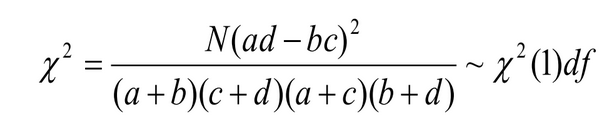 χ² = N(ad − bc)² / (a + b)(c + d)(a + c)(b + d) ~ χ²(1)df